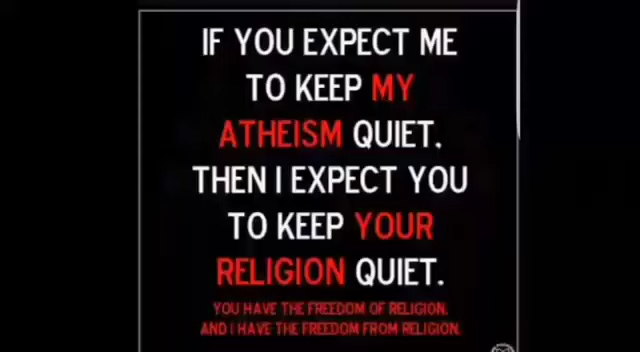 IF YOU EXPECT ME
TO KEEP MY
ATHEISM QUIET.
THEN I EXPECT YOU
TO KEEP YOUR
RELIGION QUIET.
YOU HAVE THE FREEDOM OF RELIGION.
AND I HAVE THE FREEDOM FROM RELIGION.